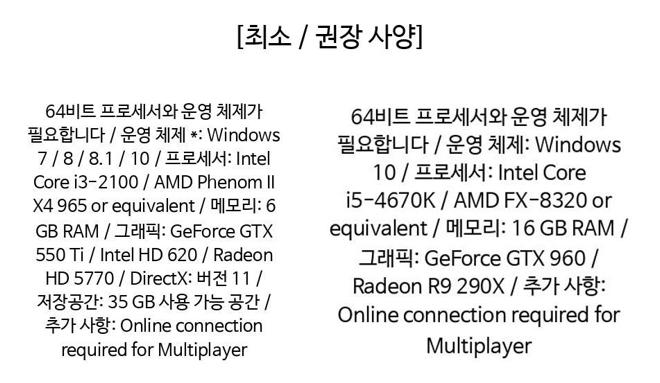 [최소 / 권장 사양]
64비트 프로세서와 운영 체제가
필요합니다 / 운영 체제 *: Windows
7 / 8 / 8.1 / 10 / 프로세서: Intel
Core i3-2100 / AMD Phenom II
X4 965 or equivalent / 메모리: 6
GB RAM / 그래픽: GeForce GTX
550 Ti / Intel HD 620 / Radeon
HD 5770 / DirectX: 버전 11 /
저장공간: 35 GB 사용 가능 공간 /
추가 사항: Online connection
required for Multiplayer
64비트 프로세서와 운영 체제가
필요합니다 / 운영 체제: Windows
10 / 프로세서: Intel Core
i5-4670K / AMD FX-8320 or
equivalent / 메모리: 16 GB RAM /
그래픽: GeForce GTX 960 /
Radeon R9 290X / 추가 사항:
Online connection required for
Multiplayer